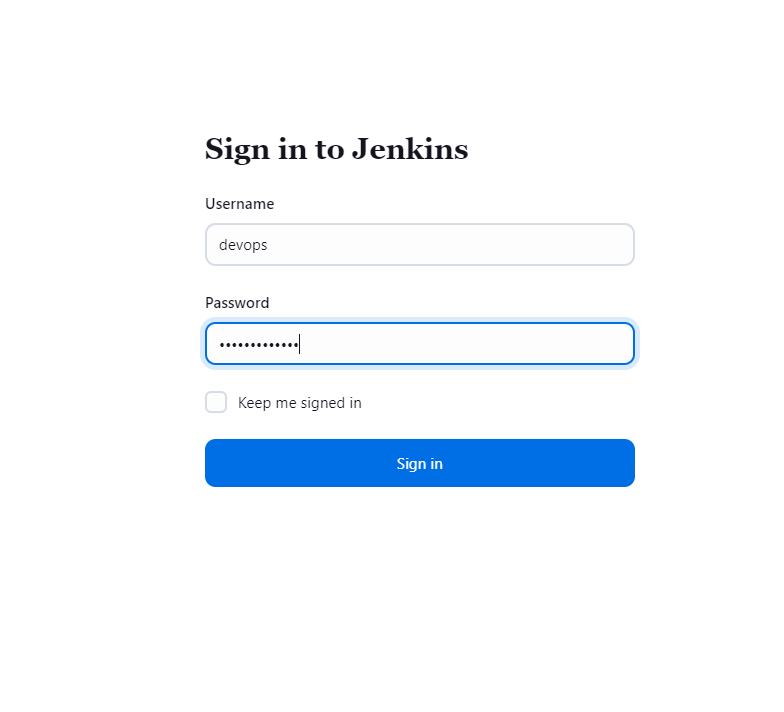 Sign in to Jenkins
Username
devops
Password
•••••••••••••
Keep me signed in
Sign in